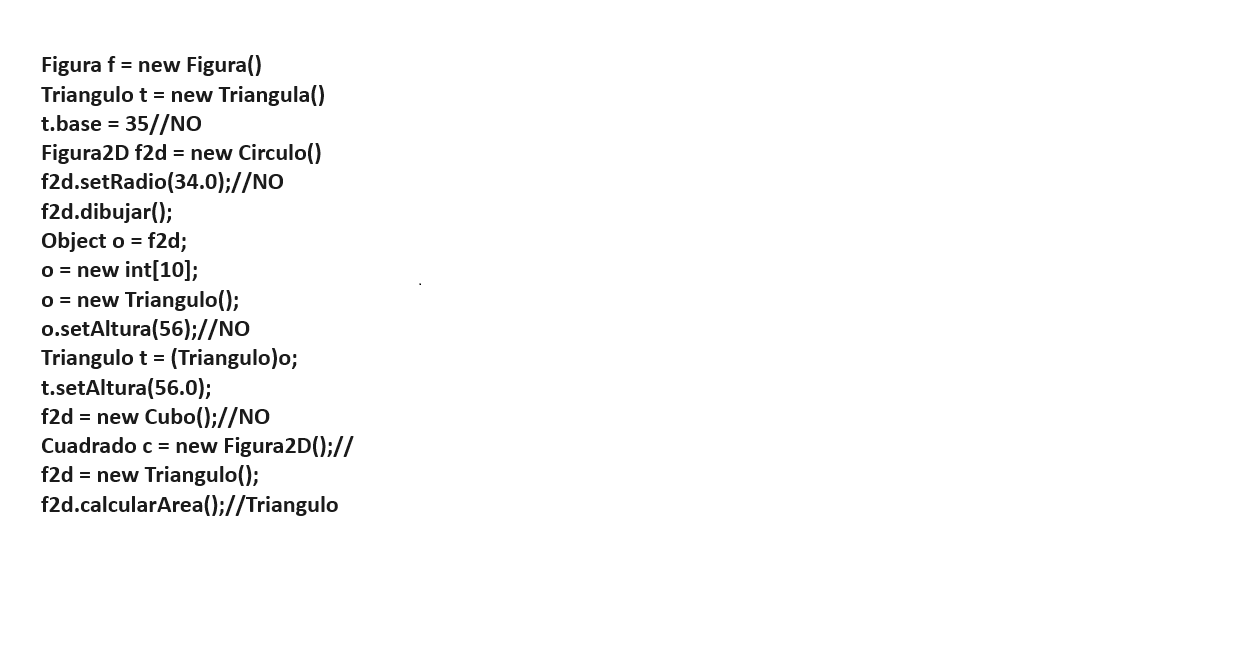 Figura f = new Figura()
Triangulo t = new Triangula()
t.base = 35//NO
Figura2D f2d = new Circulo()
f2d.setRadio(34.0);//NO
f2d.dibujar();
Object o = f2d;
o = new int[10];
o = new Triangulo();
o.setAltura(56);//NO
Triangulo t = (Triangulo)o;
t.setAltura(56.0);
f2d = new Cubo();//NO
Cuadrado c = new Figura2D();//
f2d = new Triangulo();
f2d.calcularArea();//Triangulo